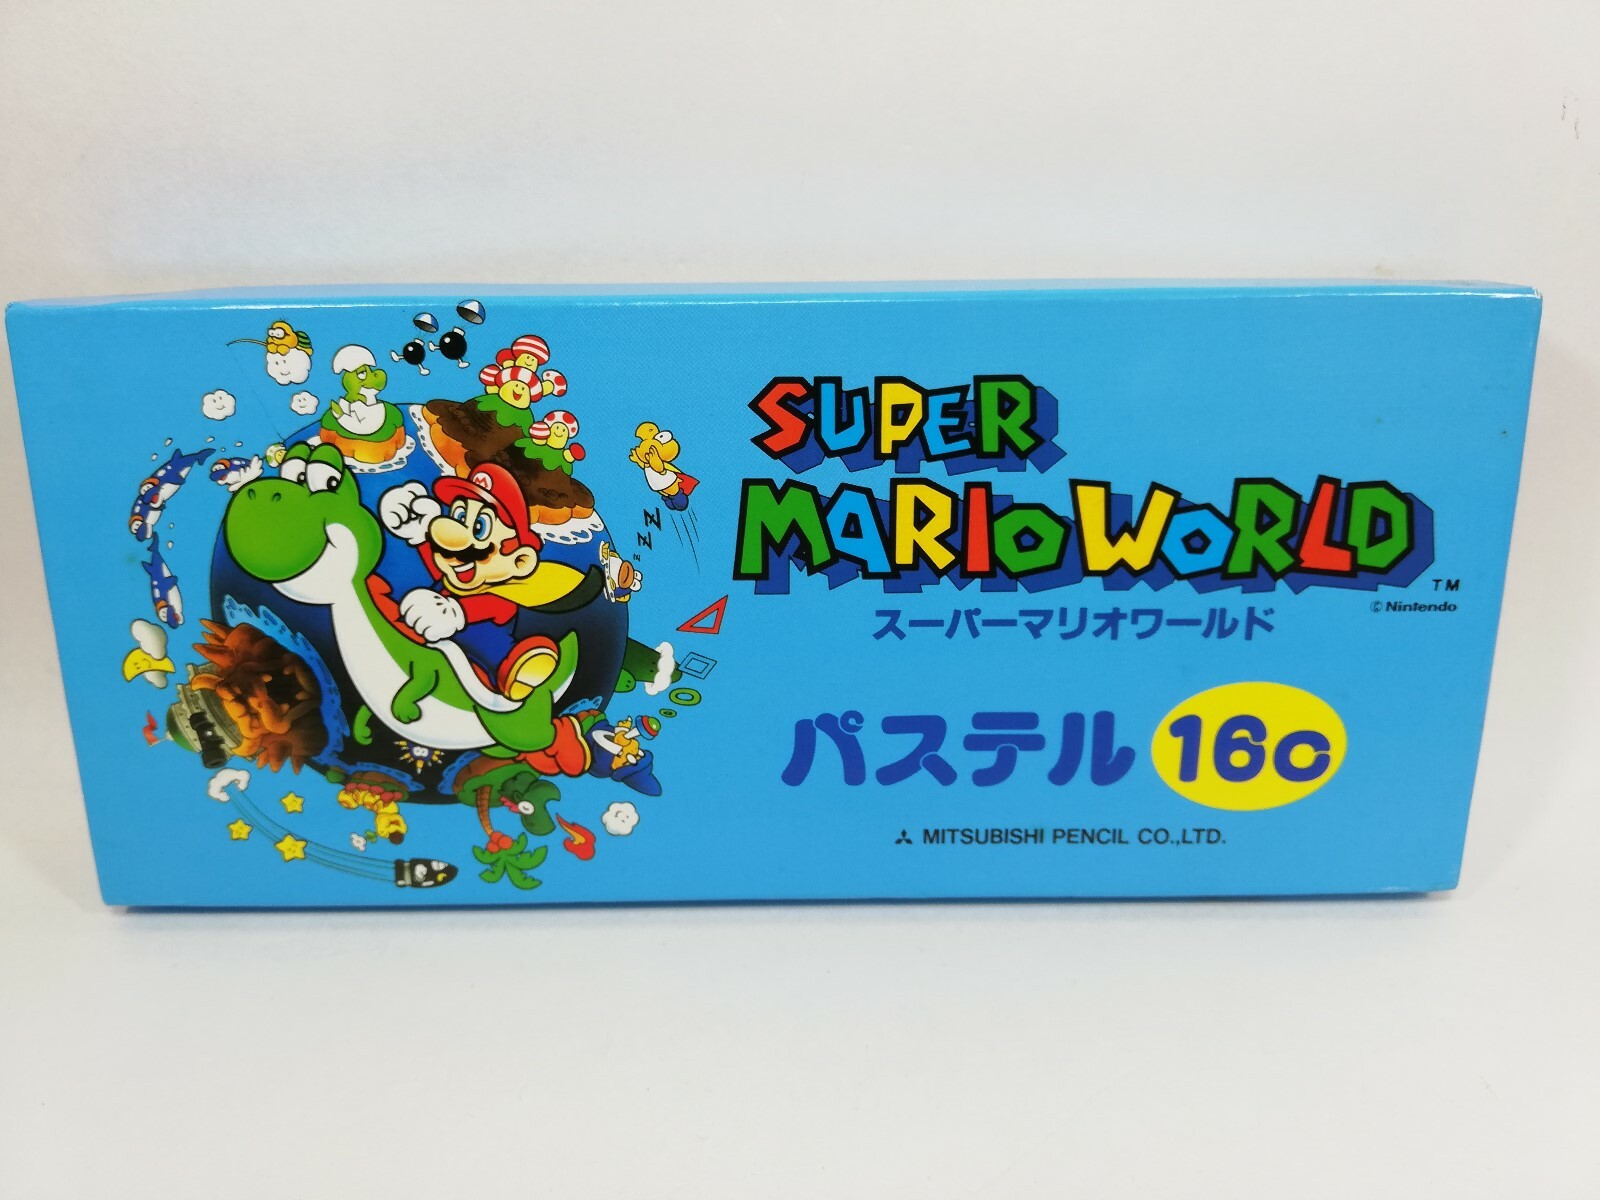 SUPER
MARIO WORLD
TM
© Nintendo
スーパーマリオワールド
パステル 16c
MITSUBISHI PENCIL CO.,LTD.
M
z z Z Z
8